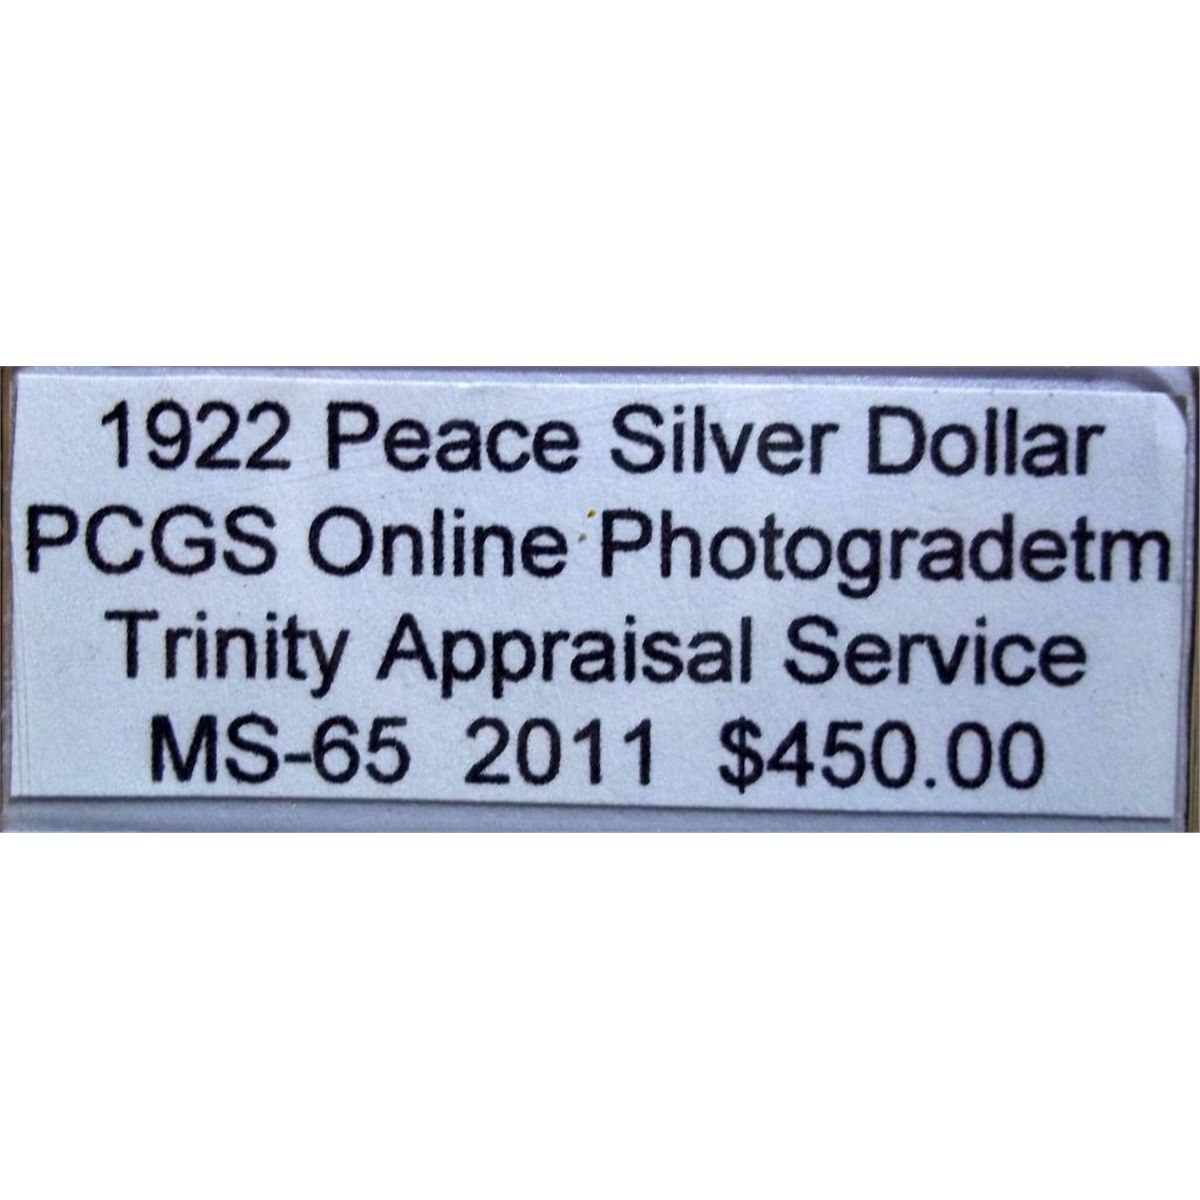 1922 Peace Silver Dollar
PCGS Online Photogradetm
Trinity Appraisal Service
MS-65 2011 $450.00